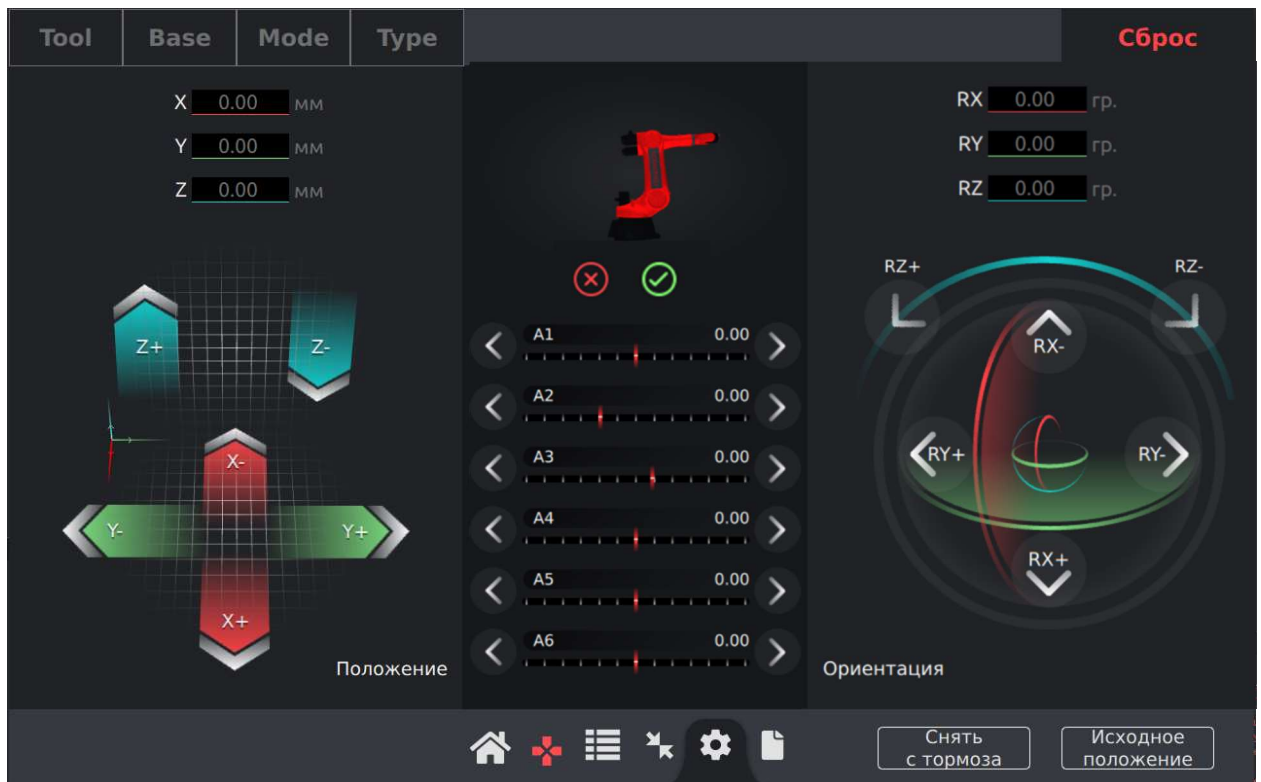 Tool Base Mode Type Сброс
X 0.00 мм
Y 0.00 мм
Z 0.00 мм
RX 0.00 гр.
RY 0.00 гр.
RZ 0.00 гр.
Z+ Z-
X-
Y- Y+
X+
Положение
A1 0.00
A2 0.00
A3 0.00
A4 0.00
A5 0.00
A6 0.00
RZ+ RZ-
RX-
RY+ RY-
RX+
Ориентация
Снять
с тормоза
Исходное
положение